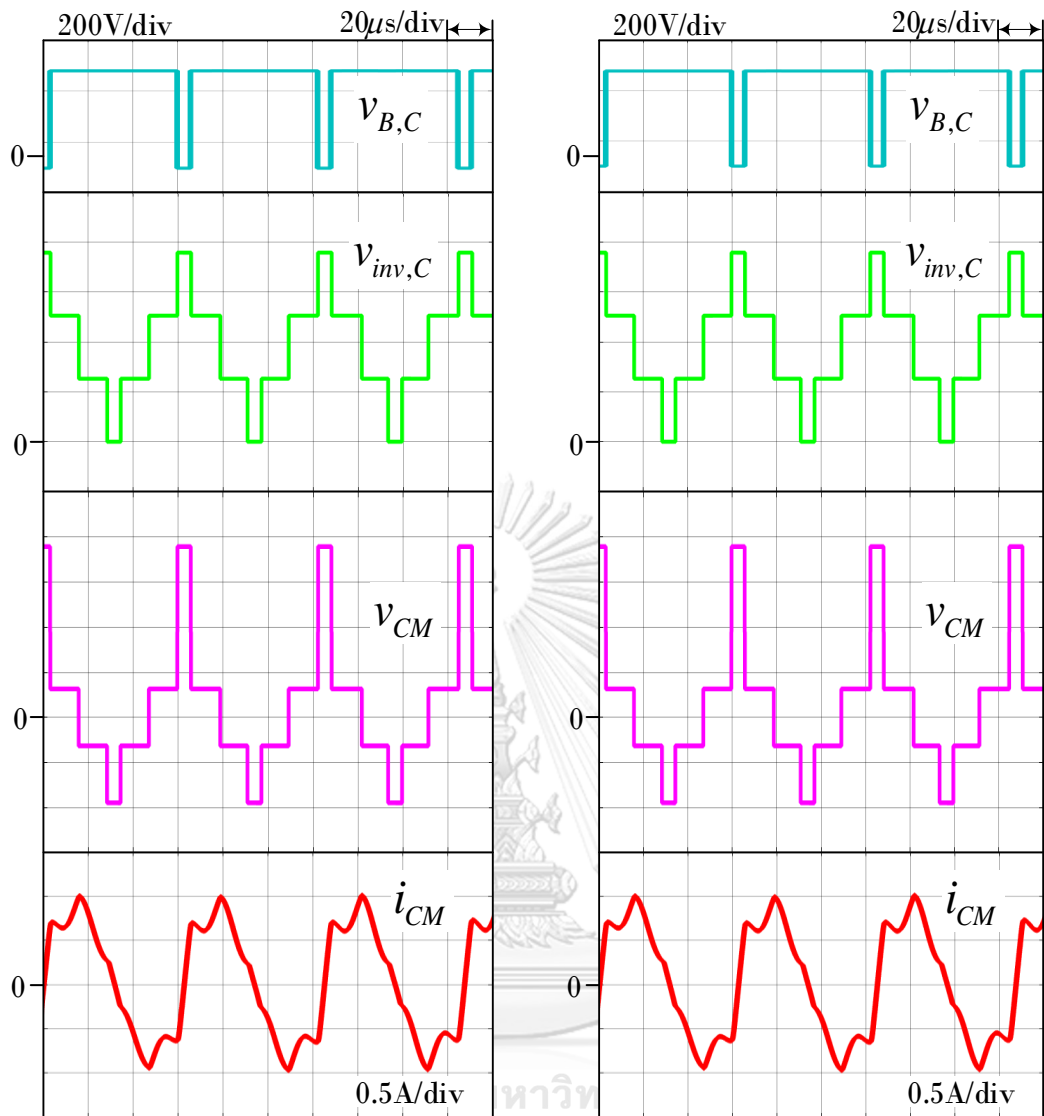 200V/div 20μs/div
v_{B,C}
0
v_{inv,C}
0
v_{CM}
0
i_{CM}
0
0.5A/div
200V/div 20μs/div
v_{B,C}
0
v_{inv,C}
0
v_{CM}
0
i_{CM}
0
0.5A/div